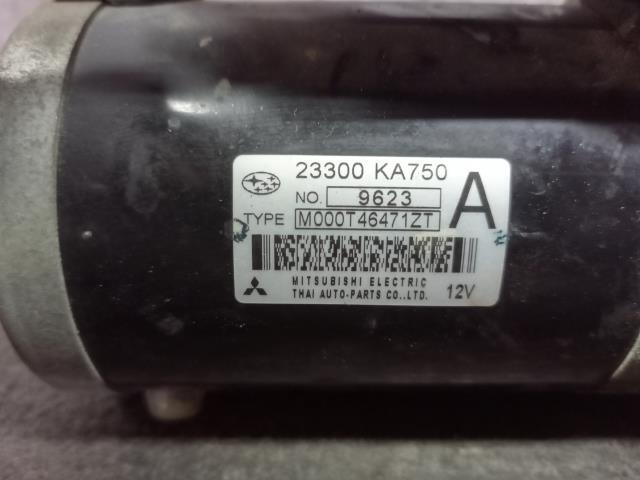 23300 KA750
NO. 9623
TYPE M000T46471ZT
A
MITSUBISHI ELECTRIC
THAI AUTO-PARTS CO.,LTD. 12V